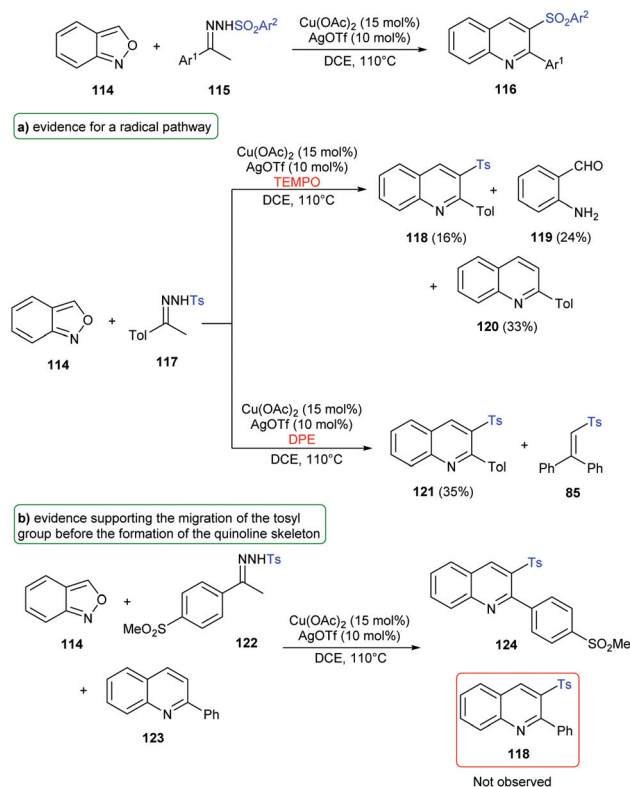 O
N
114
+
NNHSO₂Ar²
Ar¹
115
Cu(OAc)₂ (15 mol%)
AgOTf (10 mol%)
DCE, 110°C
SO₂Ar²
N
Ar¹
116
a) evidence for a radical pathway
Cu(OAc)₂ (15 mol%)
AgOTf (10 mol%)
TEMPO
DCE, 110°C
Ts
N
Tol
118 (16%)
+
CHO
NH₂
119 (24%)
+
N
Tol
120 (33%)
O
N
114
+
NNHTs
Tol
117
Cu(OAc)₂ (15 mol%)
AgOTf (10 mol%)
DPE
DCE, 110°C
Ts
N
Tol
121 (35%)
+
Ts
Ph
Ph
85
b) evidence supporting the migration of the tosyl
group before the formation of the quinoline skeleton
O
N
114
+
NNHTs
MeO₂S
122
+
N
Ph
123
Cu(OAc)₂ (15 mol%)
AgOTf (10 mol%)
DCE, 110°C
Ts
N
SO₂Me
124
Ts
N
Ph
118
Not observed